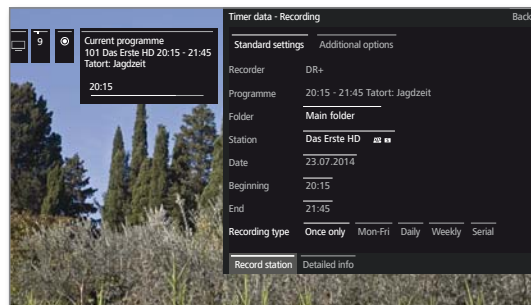 9
Current programme
101 Das Erste HD 20:15 - 21:45
Tatort: Jagdzeit
20:15
Timer data - Recording Back
Standard settings Additional options
Recorder DR+
Programme 20:15 - 21:45 Tatort: Jagdzeit
Folder Main folder
Station Das Erste HD
Date 23.07.2014
Beginning 20:15
End 21:45
Recording type Once only Mon-Fri Daily Weekly Serial
Record station Detailed info